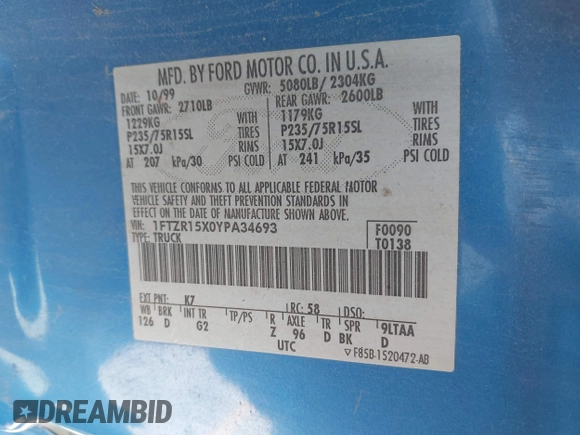 MFD. BY FORD MOTOR CO. IN U.S.A.
DATE: 10/99 GVWR: 5080LB/ 2304KG
FRONT GAWR: 2710LB REAR GAWR: 2600LB
1229KG WITH 1179KG WITH
P235/75R15SL TIRES P235/75R15SL TIRES
15X7.0J RIMS 15X7.0J RIMS
AT 207 kPa/30 PSI COLD AT 241 kPa/35 PSI COLD
THIS VEHICLE CONFORMS TO ALL APPLICABLE FEDERAL MOTOR
VEHICLE SAFETY AND THEFT PREVENTION STANDARDS IN
EFFECT ON THE DATE OF MANUFACTURE SHOWN ABOVE.
VIN: 1FTZR15X0YPA34693 F0090
TYPE: TRUCK T0138
EXT PNT: K7 RC: 58 DSO:
WB BRK INT TR TP/PS R AXLE TR SPR 9LTAA
126 D G2 Z 96 D BK D
UTC ▽F85B-1520472-AB
DREAMBID